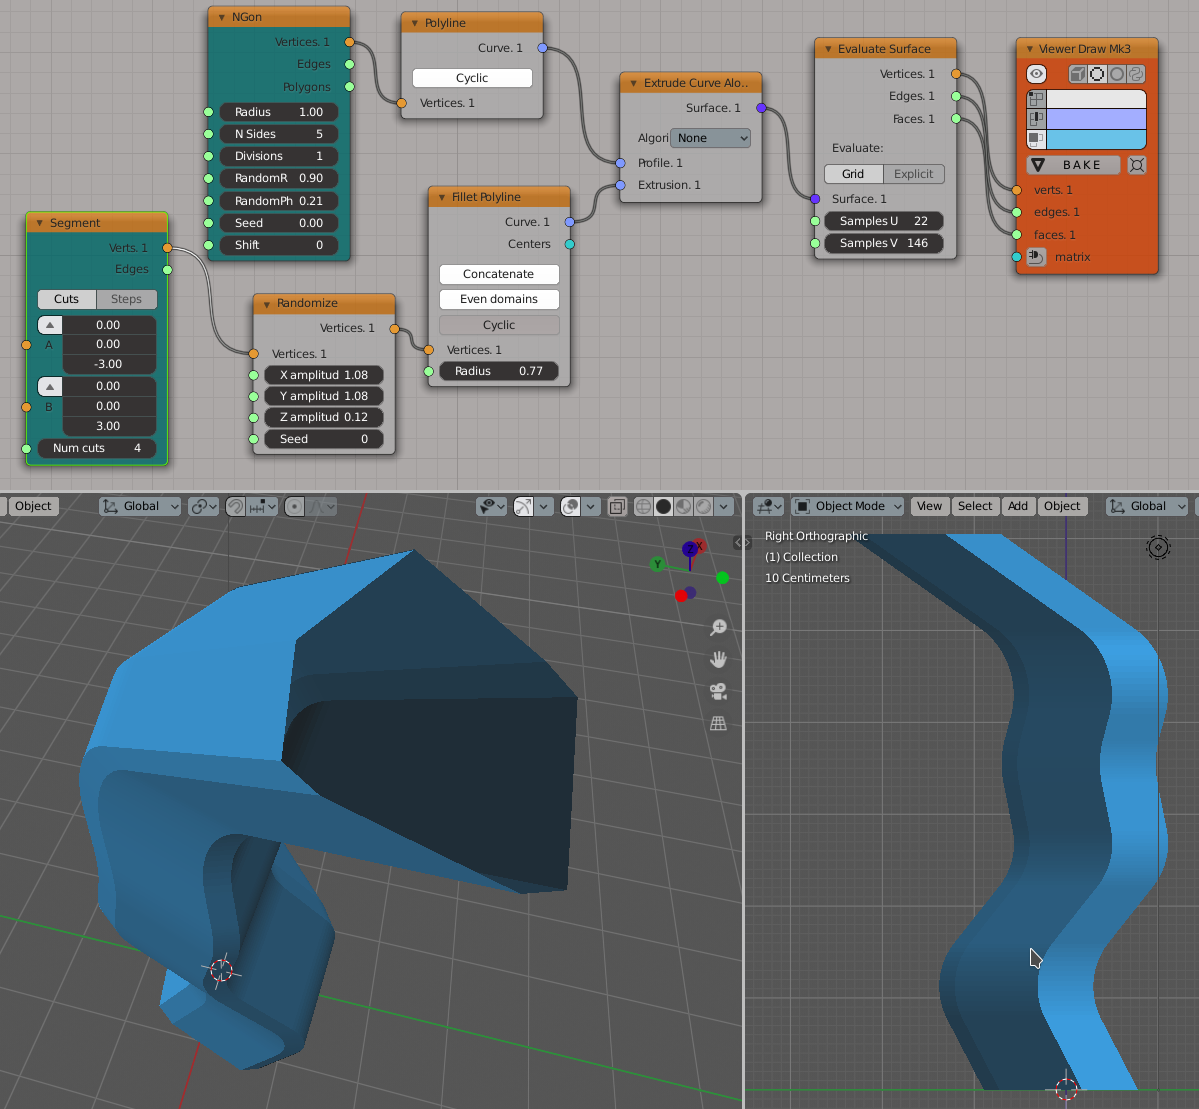 NGon
Vertices. 1
Edges
Polygons
Radius 1.00
N Sides 5
Divisions 1
RandomR 0.90
RandomPh 0.21
Seed 0.00
Shift 0
Polyline
Curve. 1
Cyclic
Vertices. 1
Extrude Curve Alo..
Surface. 1
Algori None
Profile. 1
Extrusion. 1
Evaluate Surface
Vertices. 1
Edges. 1
Faces. 1
Evaluate:
Grid Explicit
Surface. 1
Samples U 22
Samples V 146
Viewer Draw Mk3
BAKE
verts. 1
edges. 1
faces. 1
matrix
Segment
Verts. 1
Edges
Cuts Steps
0.00
A 0.00
-3.00
0.00
B 0.00
3.00
Num cuts 4
Randomize
Vertices. 1
Vertices. 1
X amplitud 1.08
Y amplitud 1.08
Z amplitud 0.12
Seed 0
Fillet Polyline
Curve. 1
Centers
Concatenate
Even domains
Cyclic
Vertices. 1
Radius 0.77
Object Global
Z X
Y
Object Mode View Select Add Object Global
Right Orthographic
(1) Collection
10 Centimeters